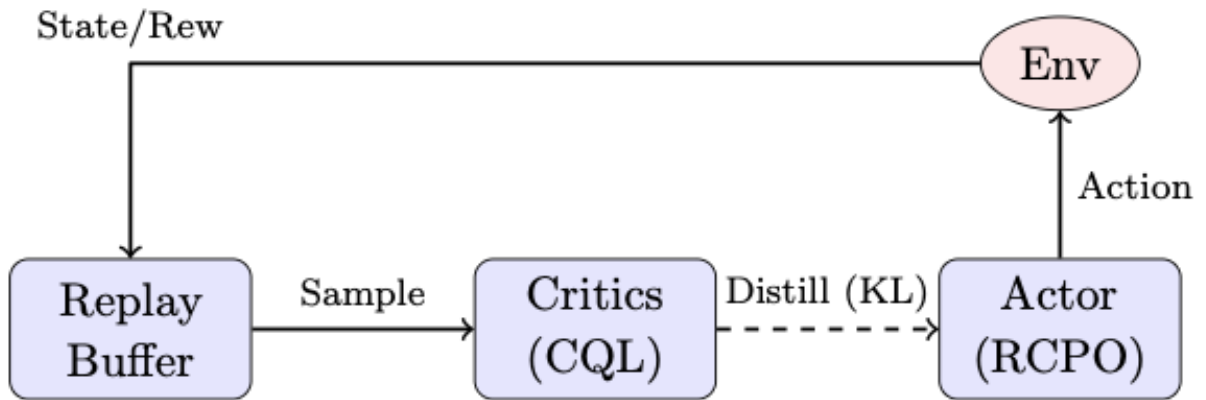 State/Rew
Env
Action
Replay
Buffer
Sample
Critics
(CQL)
Distill (KL)
Actor
(RCPO)